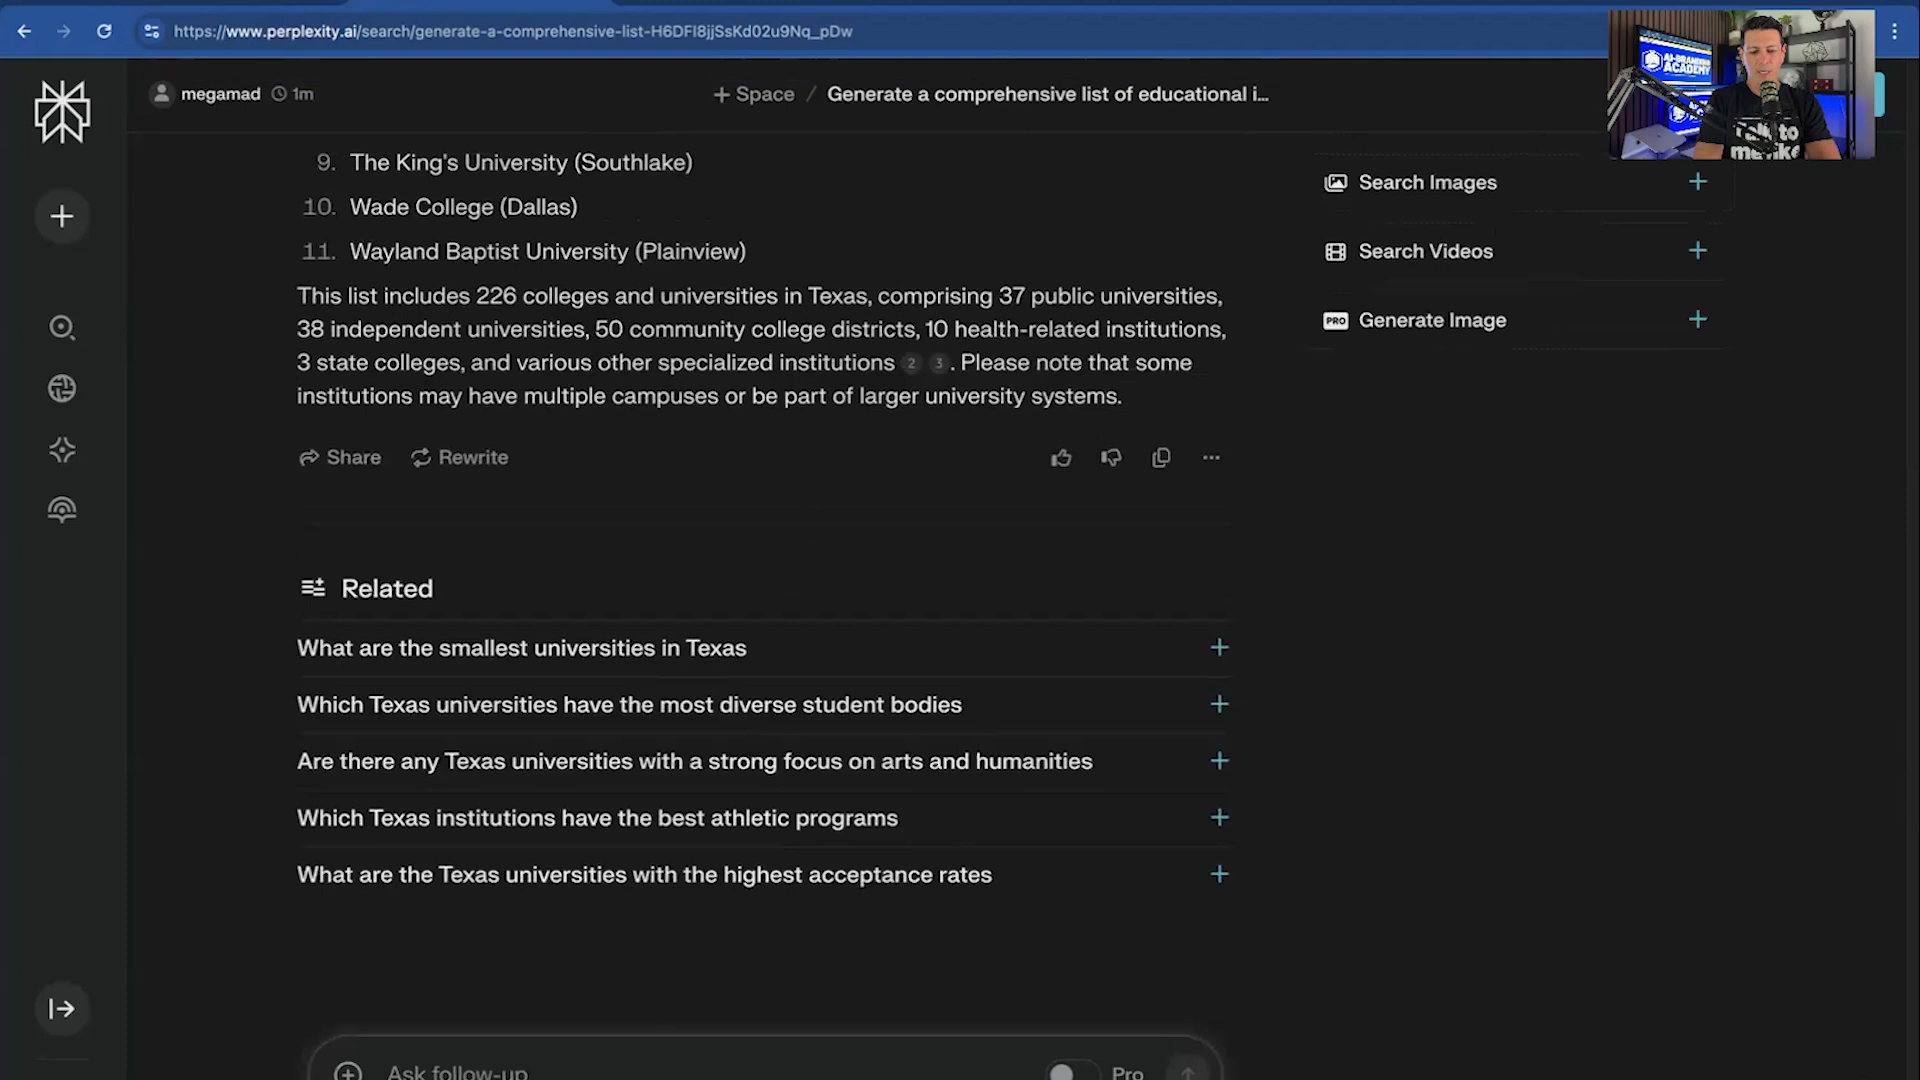 https://www.perplexity.ai/search/generate-a-comprehensive-list-H6DFI8jjSsKd02u9Nq_pDw
megamad 1m
Space / Generate a comprehensive list of educational i...
AI-BRANDING
ACADEMY
Talk to
me like
9. The King's University (Southlake)
10. Wade College (Dallas)
11. Wayland Baptist University (Plainview)
This list includes 226 colleges and universities in Texas, comprising 37 public universities,
38 independent universities, 50 community college districts, 10 health-related institutions,
3 state colleges, and various other specialized institutions 2 3. Please note that some
institutions may have multiple campuses or be part of larger university systems.
Share Rewrite
Search Images
Search Videos
PRO Generate Image
Related
What are the smallest universities in Texas
Which Texas universities have the most diverse student bodies
Are there any Texas universities with a strong focus on arts and humanities
Which Texas institutions have the best athletic programs
What are the Texas universities with the highest acceptance rates
Ask follow-up
Pro